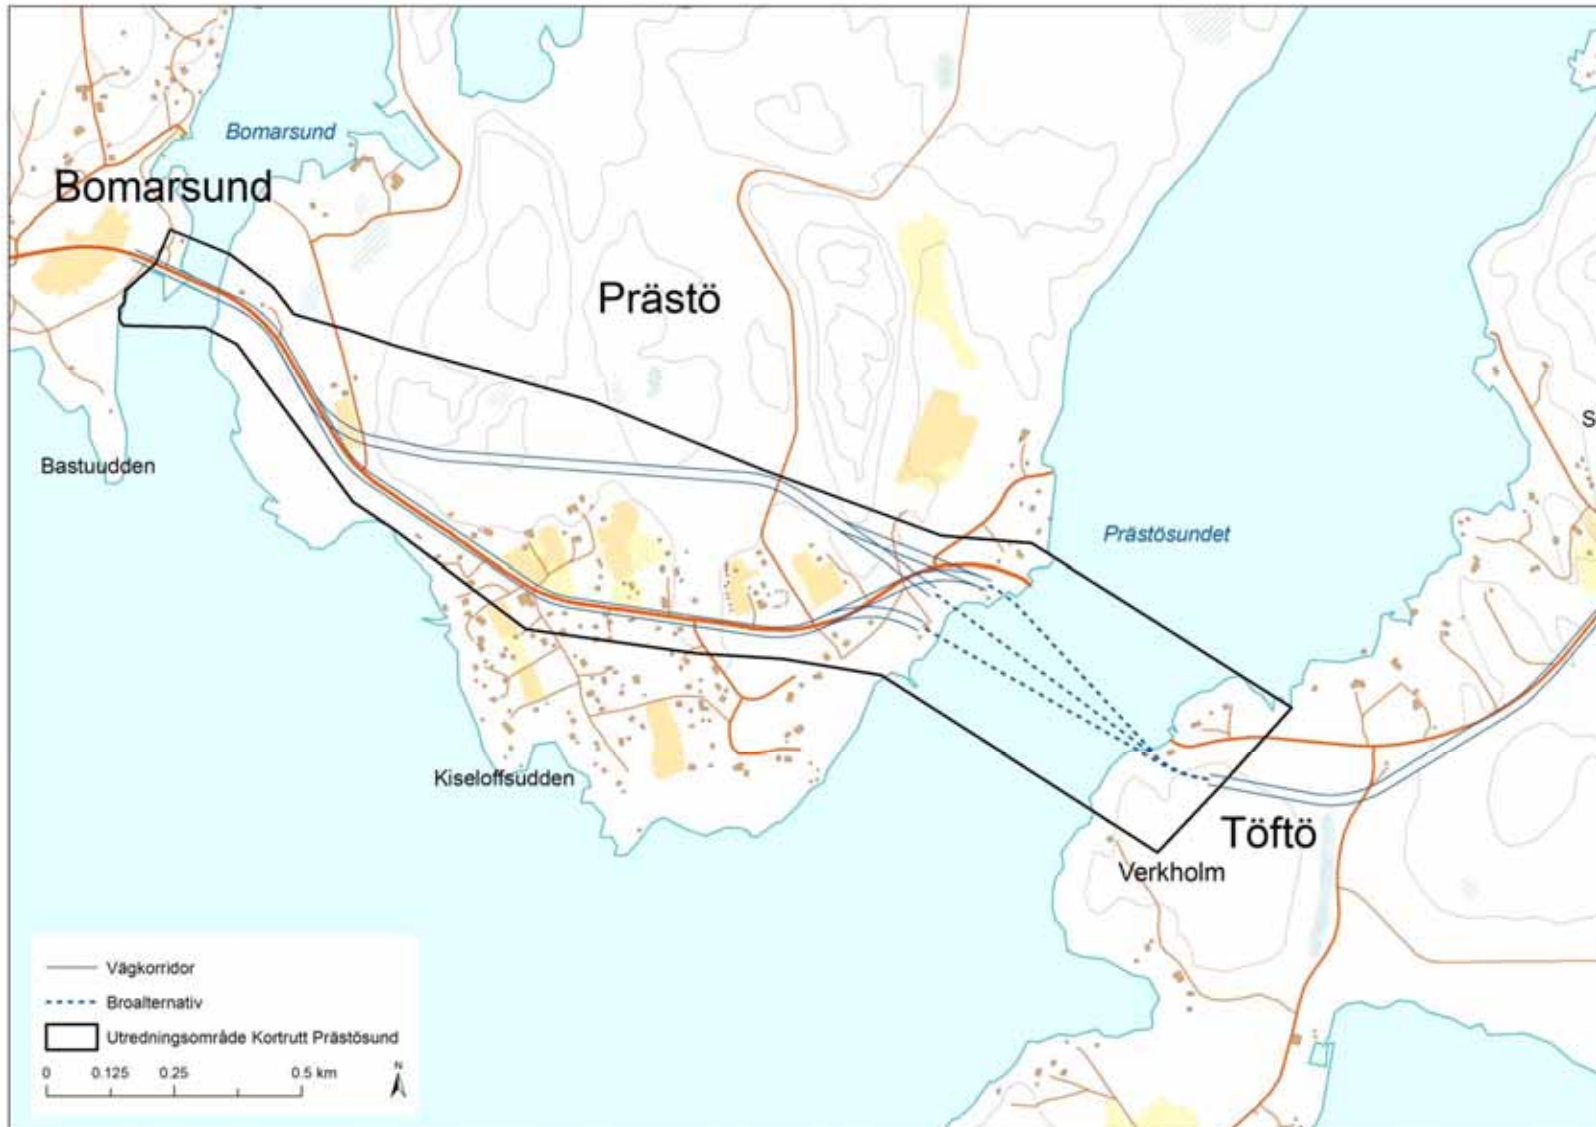 Bomarsund
Bomarsund
Prästö
S
Bastuudden
Prästösundet
Kiseloffsudden
Töftö
Verkholm
Vägkorridor
Broalternativ
Utredningsområde Kortrutt Prästösund
0 0.125 0.25 0.5 km
N